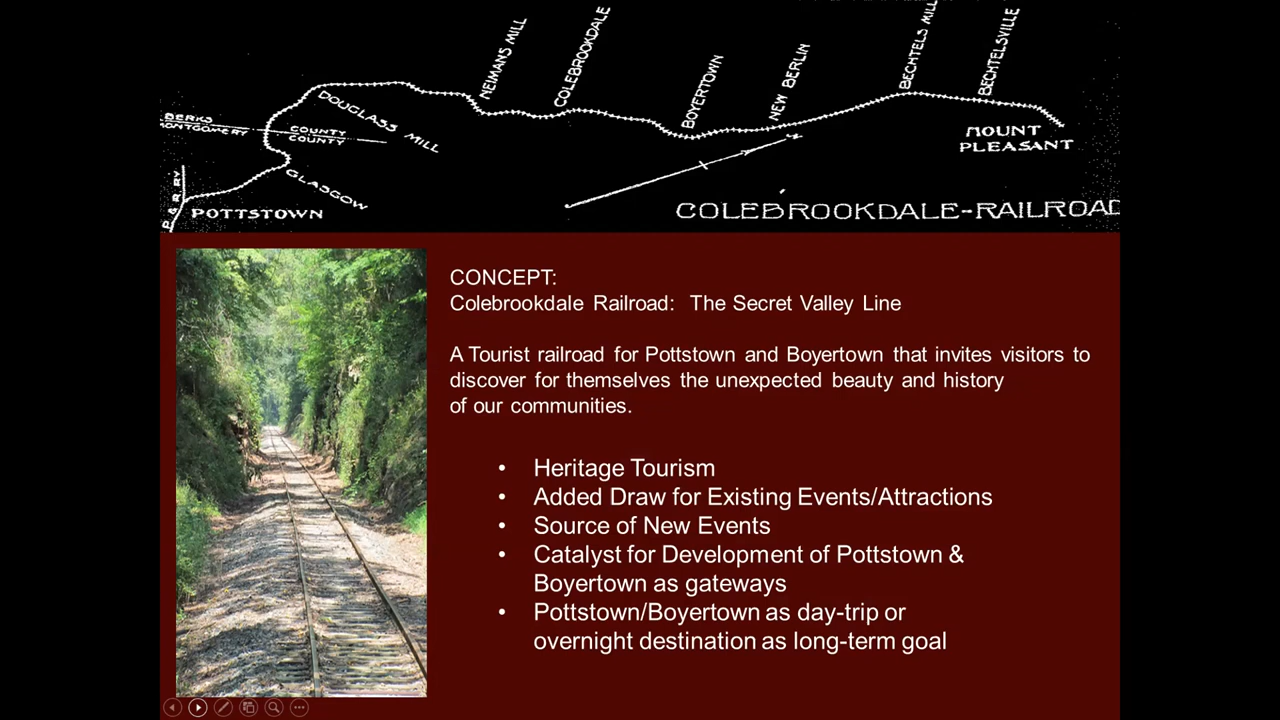 NEIMANS MILL
COLEBROOKDALE
BOYERTOWN
NEW BERLIN
BECHTELS MILL
BECHTELSVILLE
DOUGLASS MILL
BERKS COUNTY
MONTGOMERY COUNTY
MOUNT
PLEASANT
GLASGOW
P & R RY
POTTSTOWN
COLEBROOKDALE-RAILROAD
CONCEPT:
Colebrookdale Railroad: The Secret Valley Line
A Tourist railroad for Pottstown and Boyertown that invites visitors to
discover for themselves the unexpected beauty and history
of our communities.
• Heritage Tourism
• Added Draw for Existing Events/Attractions
• Source of New Events
• Catalyst for Development of Pottstown &
Boyertown as gateways
• Pottstown/Boyertown as day-trip or
overnight destination as long-term goal